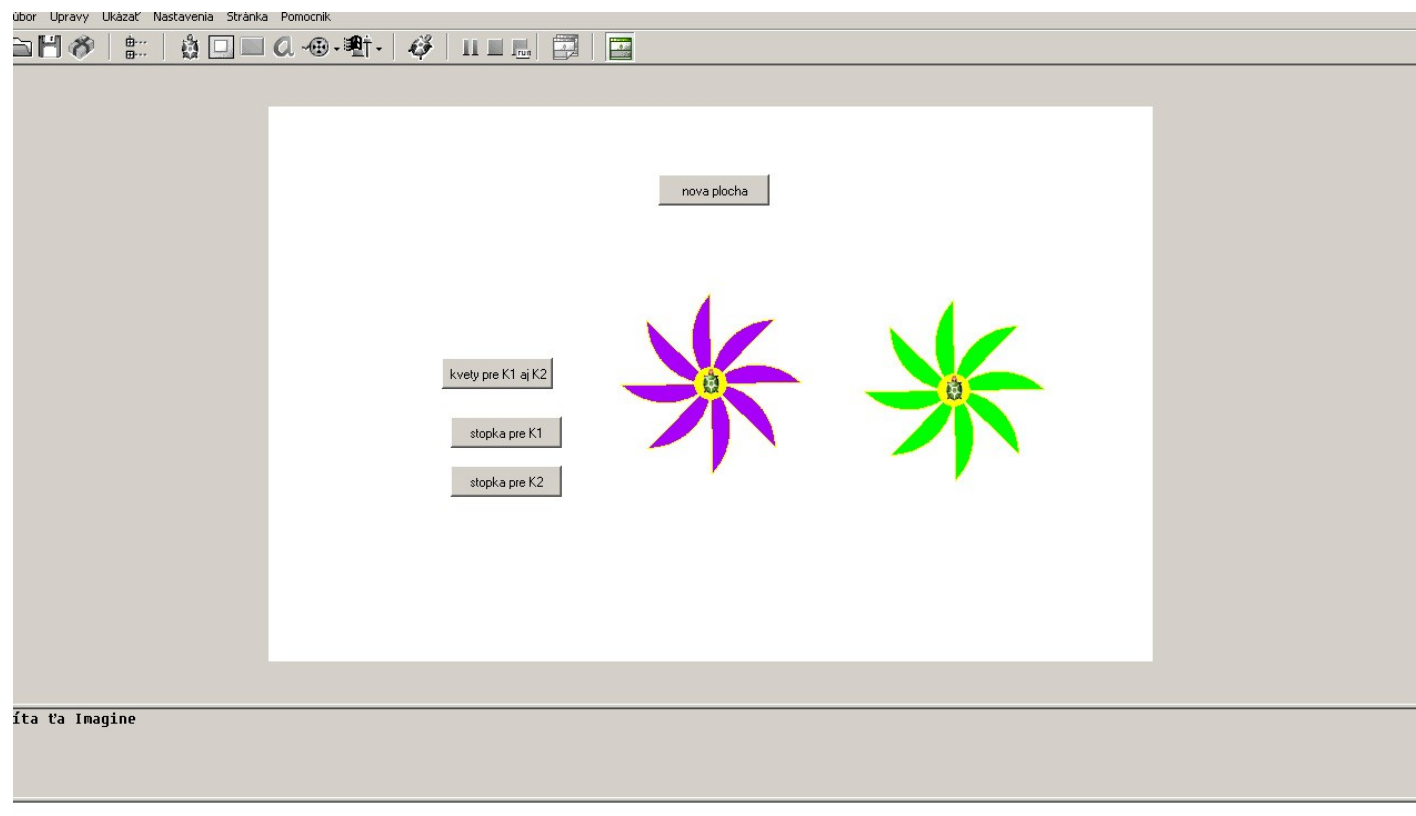 úbor Upravy Ukázať Nastavenia Stránka Pomocník
run
nova plocha
kvety pre K1 aj K2
stopka pre K1
stopka pre K2
íta ťa Imagine